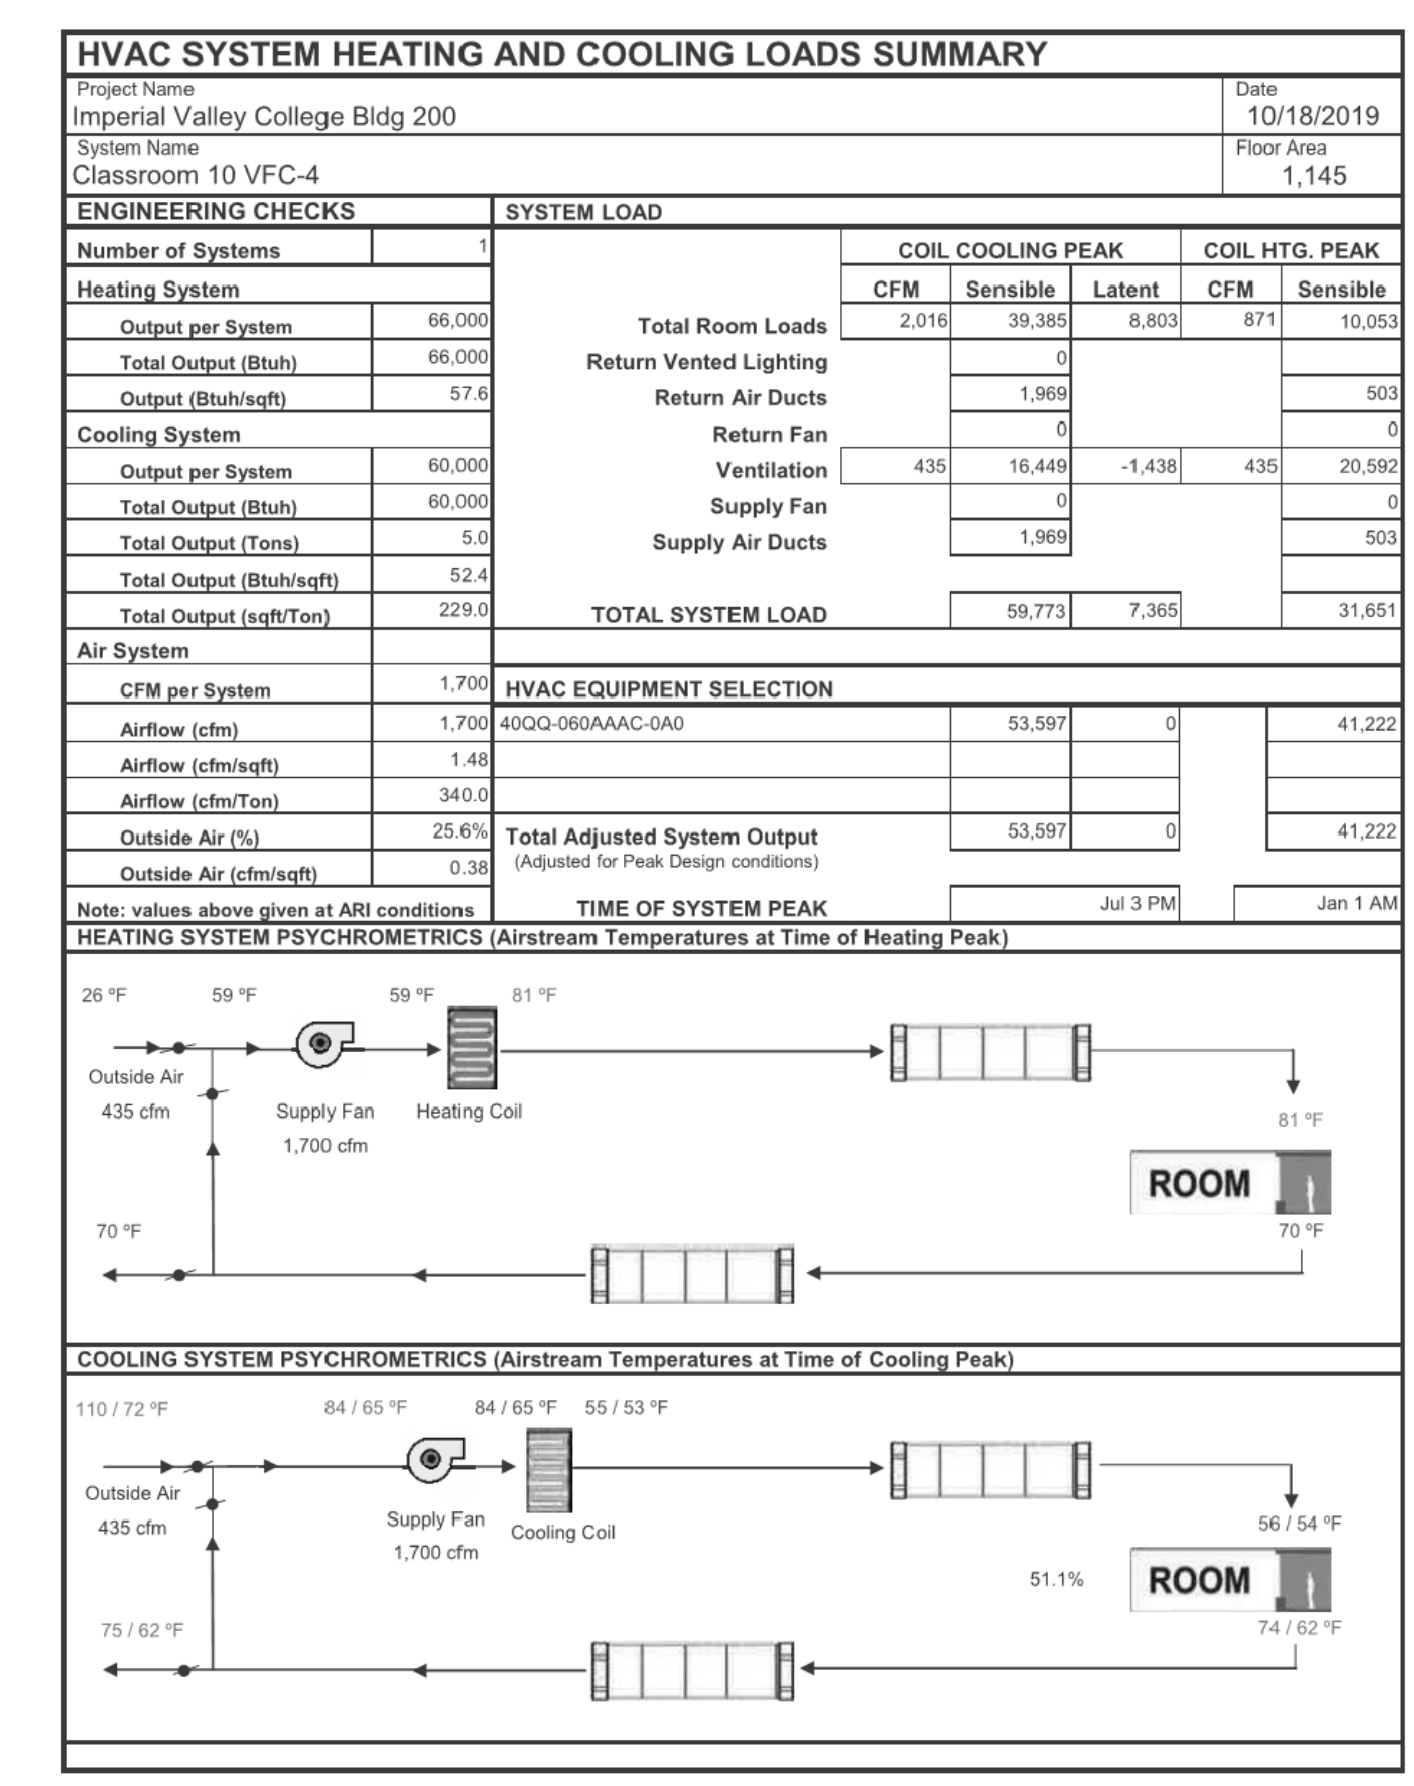 HVAC SYSTEM HEATING AND COOLING LOADS SUMMARY
Project Name Date
Imperial Valley College Bldg 200 10/18/2019
System Name Floor Area
Classroom 10 VFC-4 1,145
ENGINEERING CHECKS SYSTEM LOAD
Number of Systems 1 COIL COOLING PEAK COIL HTG. PEAK
Heating System CFM Sensible Latent CFM Sensible
Output per System 66,000 Total Room Loads 2,016 39,385 8,803 871 10,053
Total Output (Btuh) 66,000 Return Vented Lighting 0
Output (Btuh/sqft) 57.6 Return Air Ducts 1,969 503
Cooling System Return Fan 0 0
Output per System 60,000 Ventilation 435 16,449 -1,438 435 20,592
Total Output (Btuh) 60,000 Supply Fan 0 0
Total Output (Tons) 5.0 Supply Air Ducts 1,969 503
Total Output (Btuh/sqft) 52.4
Total Output (sqft/Ton) 229.0 TOTAL SYSTEM LOAD 59,773 7,365 31,651
Air System
CFM per System 1,700 HVAC EQUIPMENT SELECTION
Airflow (cfm) 1,700 40QQ-060AAAC-0A0 53,597 0 41,222
Airflow (cfm/sqft) 1.48
Airflow (cfm/Ton) 340.0
Outside Air (%) 25.6% Total Adjusted System Output 53,597 0 41,222
(Adjusted for Peak Design conditions)
Outside Air (cfm/sqft) 0.38
Note: values above given at ARI conditions TIME OF SYSTEM PEAK Jul 3 PM Jan 1 AM
HEATING SYSTEM PSYCHROMETRICS (Airstream Temperatures at Time of Heating Peak)
26 ºF 59 ºF 59 ºF 81 ºF
Outside Air
435 cfm Supply Fan Heating Coil
1,700 cfm
81 ºF
ROOM
70 ºF 70 ºF
COOLING SYSTEM PSYCHROMETRICS (Airstream Temperatures at Time of Cooling Peak)
110 / 72 ºF 84 / 65 ºF 84 / 65 ºF 55 / 53 ºF
Outside Air
435 cfm Supply Fan Cooling Coil
1,700 cfm
56 / 54 ºF
51.1% ROOM
75 / 62 ºF 74 / 62 ºF